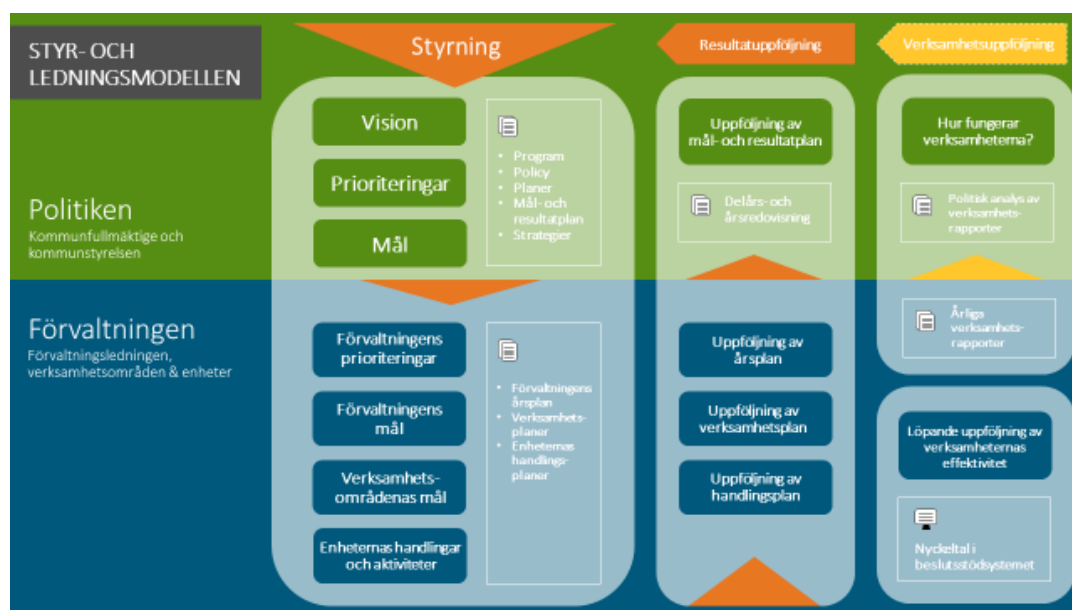 STYR- OCH
LEDNINGSMODELLEN
Styrning
Resultatuppföljning
Verksamhetsuppföljning
Politiken
Kommunfullmäktige och
kommunstyrelsen
Vision
Prioriteringar
Mål
• Program
• Policy
• Planer
• Mål- och
resultatplan
• Strategier
Uppföljning av
mål- och resultatplan
Delårs- och
årsredovisning
Hur fungerar
verksamheterna?
Politisk analys av
verksamhets-
rapporter
Förvaltningen
Förvaltningsledningen,
verksamhetsområden & enheter
Förvaltningens
prioriteringar
Förvaltningens
mål
Verksamhets-
områdenas mål
Enheternas handlingar
och aktiviteter
• Förvaltningens
årsplan
• Verksamhets-
planer
• Enheternas
handlings-
planer
Uppföljning av
årsplan
Uppföljning av
verksamhetsplan
Uppföljning av
handlingsplan
Årliga
verksamhets-
rapporter
Löpande uppföljning av
verksamheternas
effektivitet
Nyckeltal i
beslutsstödsystemet